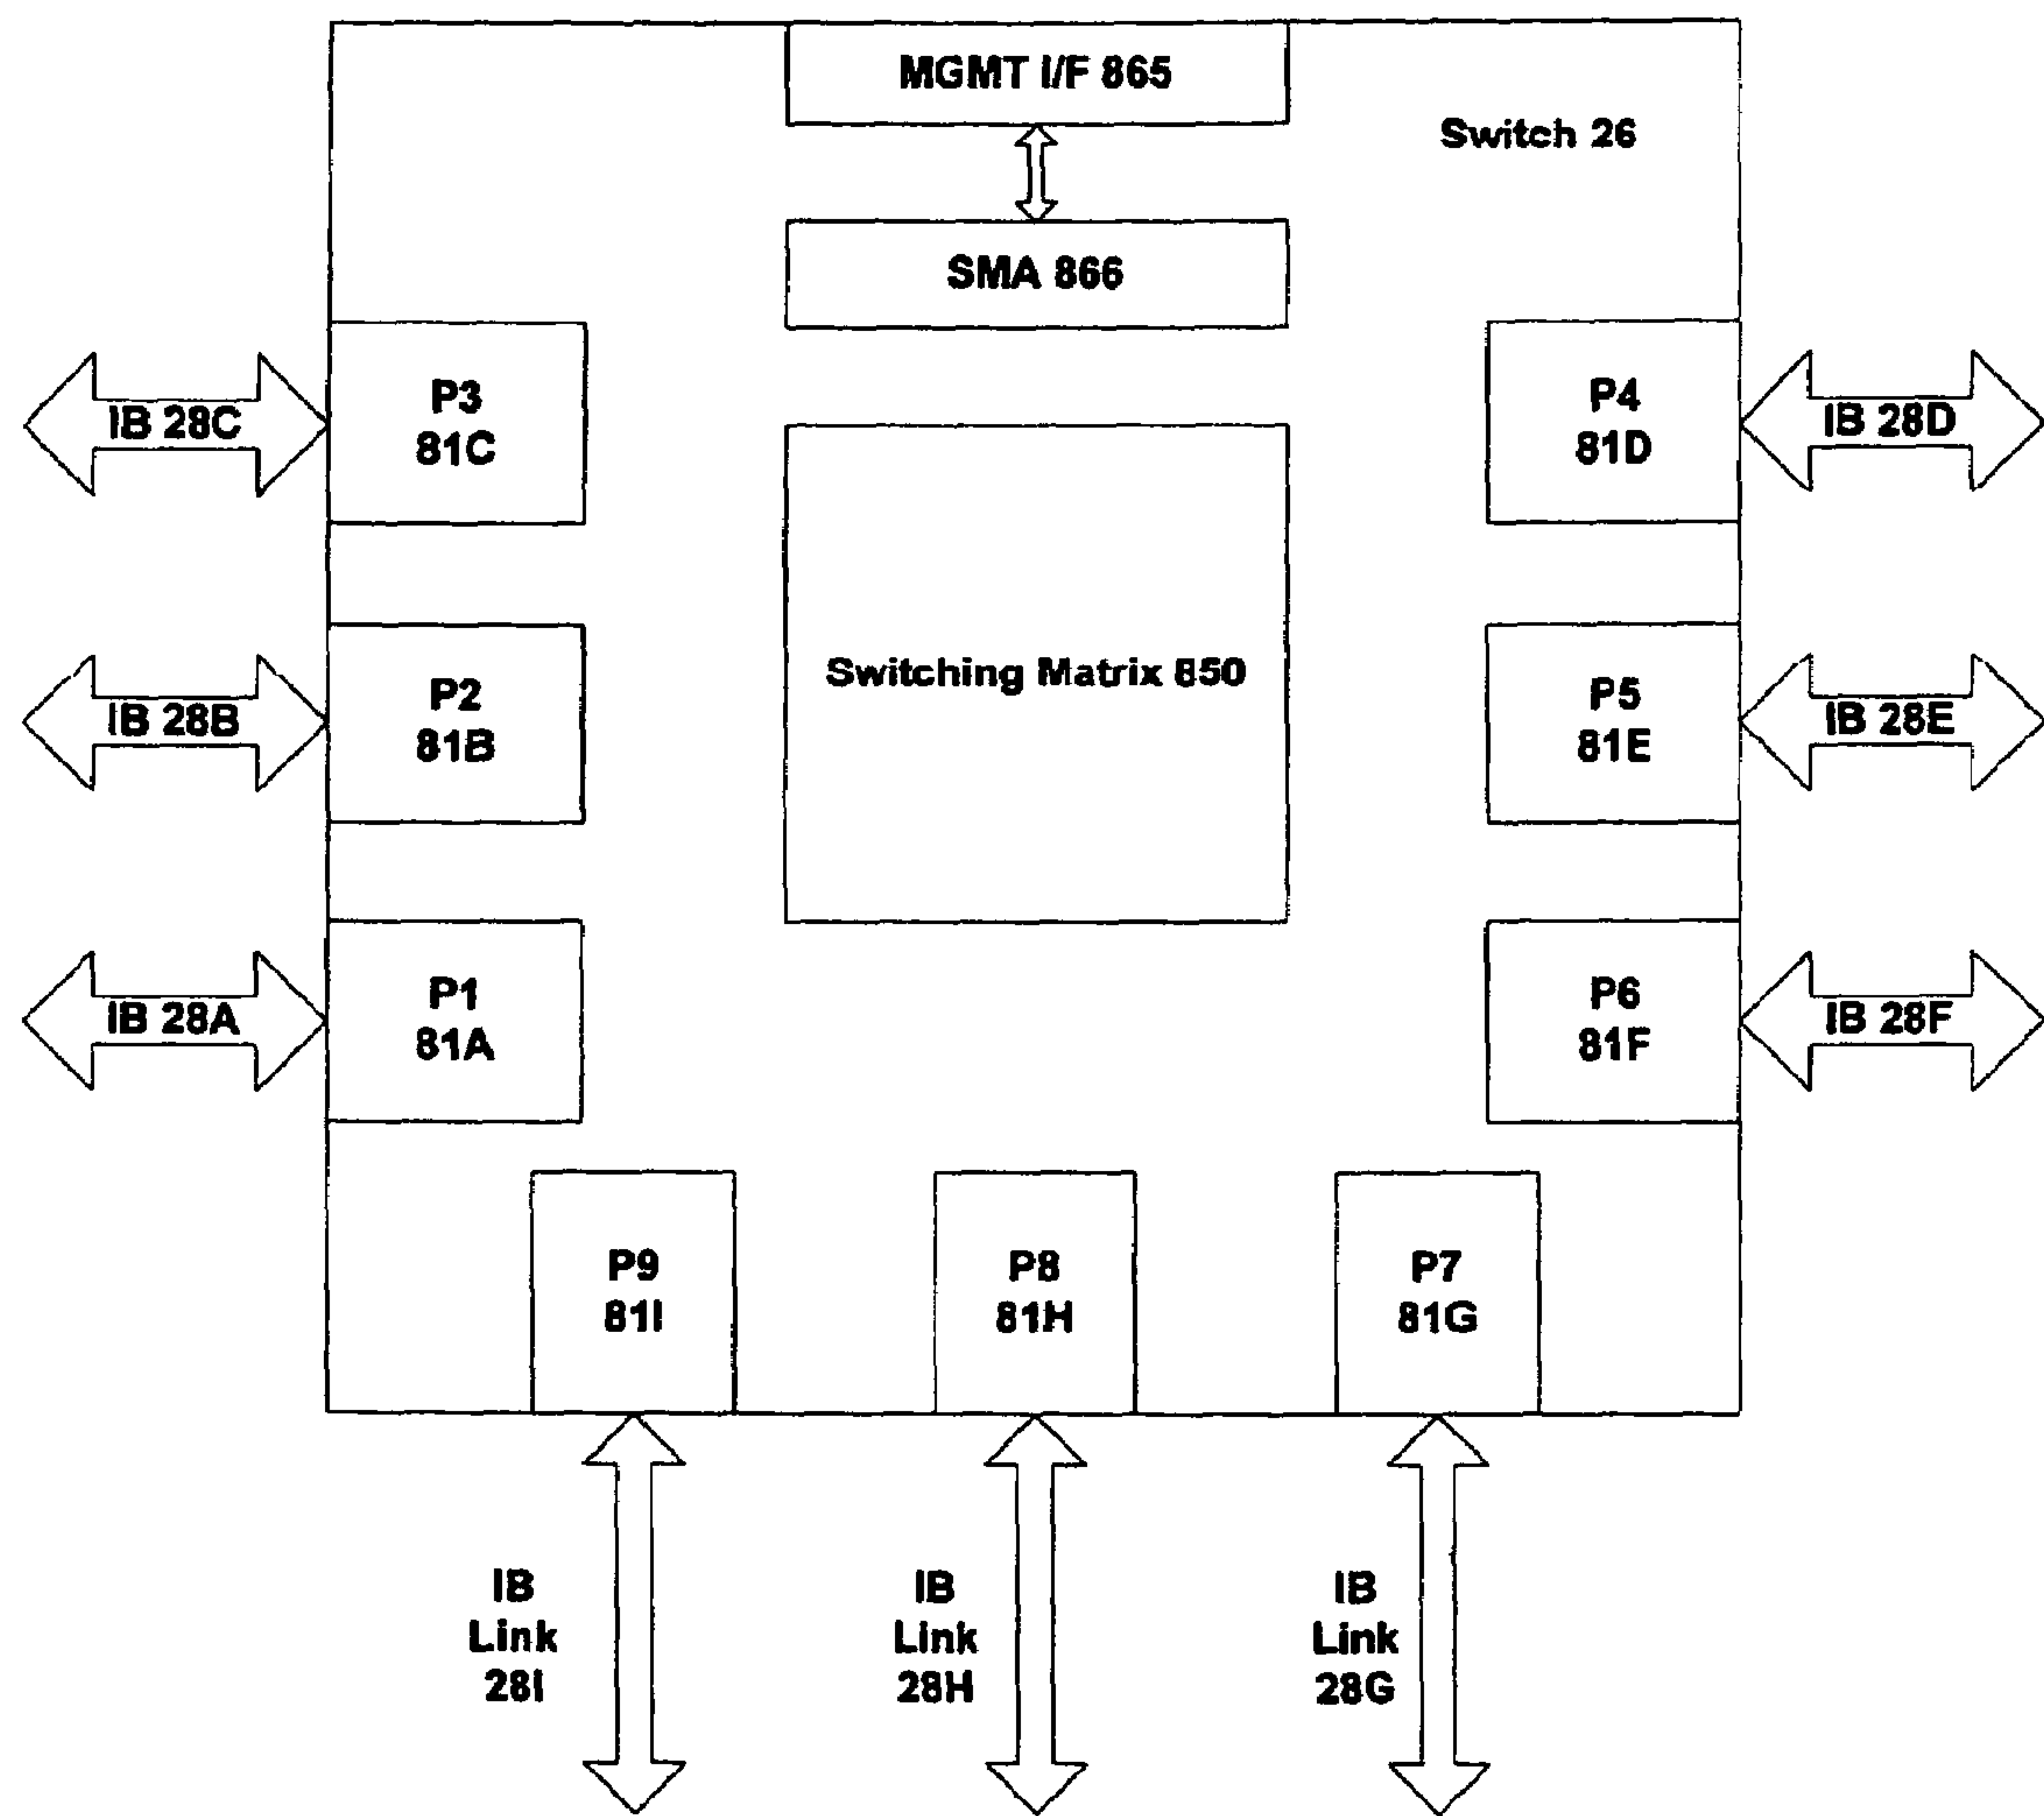 MGMT I/F 865
Switch 26
SMA 866
IB 28C
P3
81C
P4
81D
IB 28D
Switching Matrix 850
IB 28B
P2
81B
P5
81E
IB 28E
IB 28A
P1
81A
P6
81F
IB 28F
P9
81I
P8
81H
P7
81G
IB
Link
28I
IB
Link
28H
IB
Link
28G